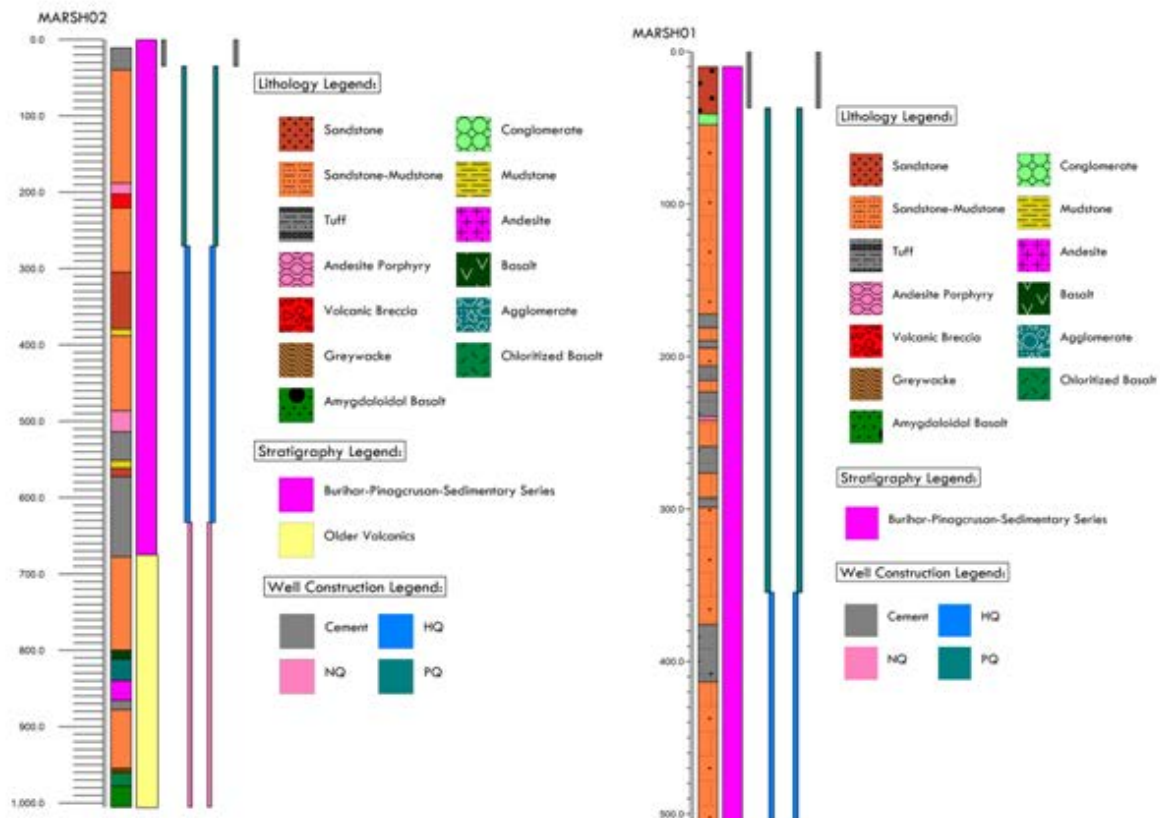 MARSH02
0.0
100.0
200.0
300.0
400.0
500.0
600.0
700.0
800.0
900.0
1,000.0
Lithology Legend:
Sandstone
Conglomerate
Sandstone-Mudstone
Mudstone
Tuff
Andesite
Andesite Porphyry
Basalt
Volcanic Breccia
Agglomerate
Greywacke
Chloritized Basalt
Amygdaloidal Basalt
Stratigraphy Legend:
Burihor-Pinagcrusan-Sedimentary Series
Older Volcanics
Well Construction Legend:
Cement
HQ
NQ
PQ
MARSH01
0.0
100.0
200.0
300.0
400.0
500.0
Lithology Legend:
Sandstone
Conglomerate
Sandstone-Mudstone
Mudstone
Tuff
Andesite
Andesite Porphyry
Basalt
Volcanic Breccia
Agglomerate
Greywacke
Chloritized Basalt
Amygdaloidal Basalt
Stratigraphy Legend:
Burihor-Pinagcrusan-Sedimentary Series
Well Construction Legend:
Cement
HQ
NQ
PQ